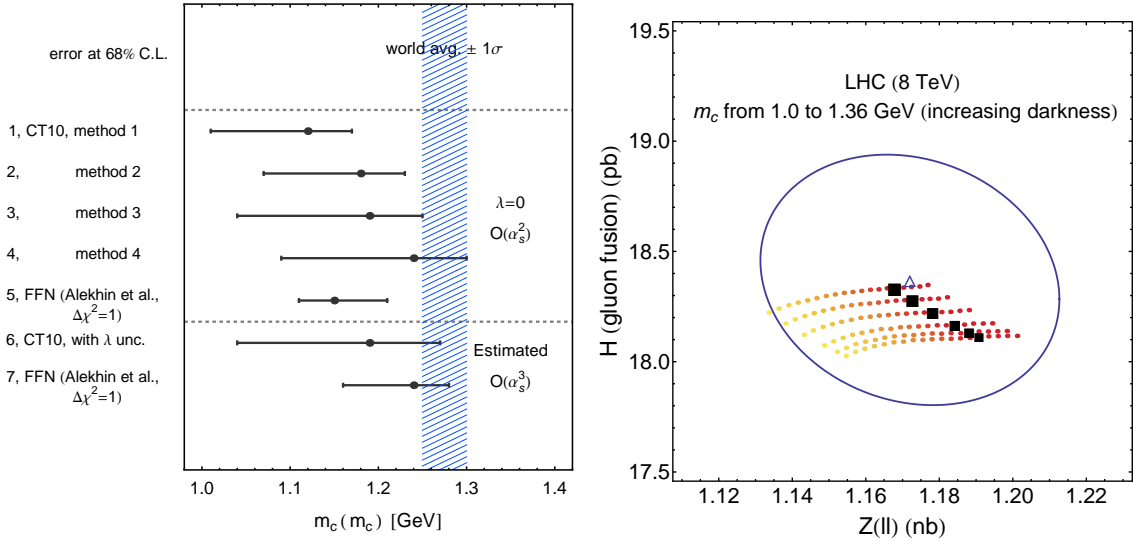 error at 68% C.L.
world avg. ± 1σ
1, CT10, method 1
2, method 2
3, method 3
4, method 4
5, FFN (Alekhin et al.,
Δχ²=1)
6, CT10, with λ unc.
7, FFN (Alekhin et al.,
Δχ²=1)
λ=0
O(α_s^2)
Estimated
O(α_s^3)
1.0 1.1 1.2 1.3 1.4
m_c(m_c) [GeV]
LHC (8 TeV)
m_c from 1.0 to 1.36 GeV (increasing darkness)
H (gluon fusion) (pb)
19.5
19.0
18.5
18.0
17.5
1.12 1.14 1.16 1.18 1.20 1.22
Z(ll) (nb)